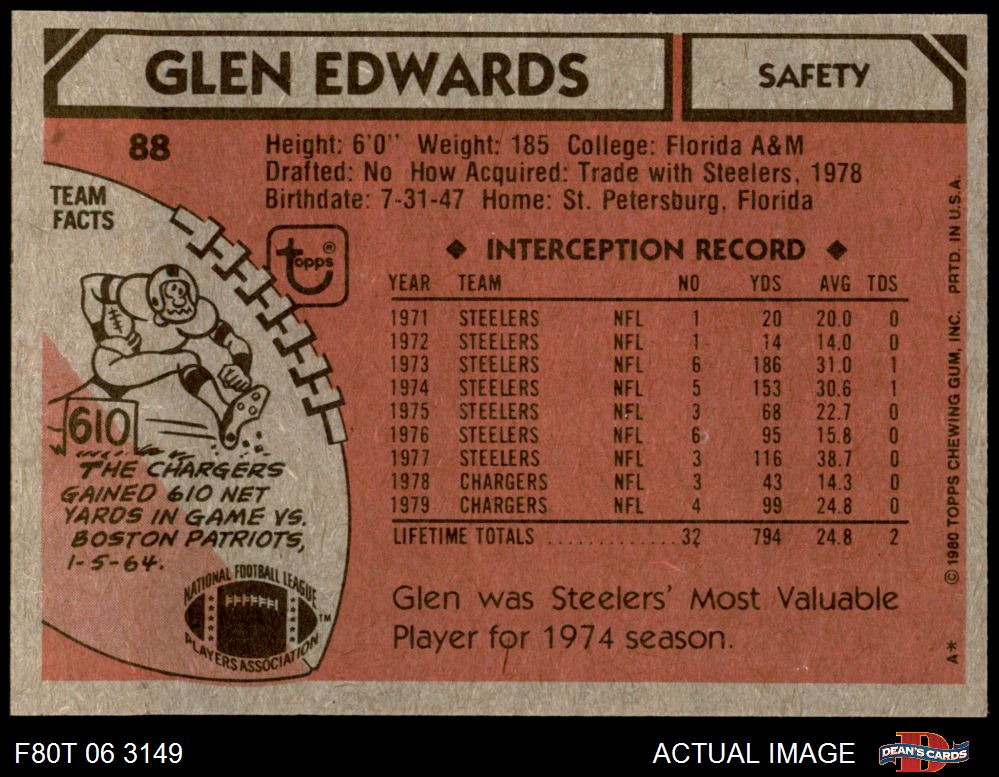 GLEN EDWARDS
SAFETY
88
Height: 6'0" Weight: 185 College: Florida A&M
Drafted: No How Acquired: Trade with Steelers, 1978
Birthdate: 7-31-47 Home: St. Petersburg, Florida
TEAM
FACTS
topps®
◆ INTERCEPTION RECORD ◆
YEAR TEAM NO YDS AVG TDS
1971 STEELERS NFL 1 20 20.0 0
1972 STEELERS NFL 1 14 14.0 0
1973 STEELERS NFL 6 186 31.0 1
1974 STEELERS NFL 5 153 30.6 1
1975 STEELERS NFL 3 68 22.7 0
1976 STEELERS NFL 6 95 15.8 0
1977 STEELERS NFL 3 116 38.7 0
1978 CHARGERS NFL 3 43 14.3 0
1979 CHARGERS NFL 4 99 24.8 0
LIFETIME TOTALS ............ 32 794 24.8 2
610
THE CHARGERS
GAINED 610 NET
YARDS IN GAME VS.
BOSTON PATRIOTS,
1-5-64.
NATIONAL FOOTBALL LEAGUE
PLAYERS ASSOCIATION
TM
Glen was Steelers' Most Valuable
Player for 1974 season.
A* © 1980 TOPPS CHEWING GUM, INC. PRTD. IN U.S.A.
F80T 06 3149
ACTUAL IMAGE
DEAN'S CARDS